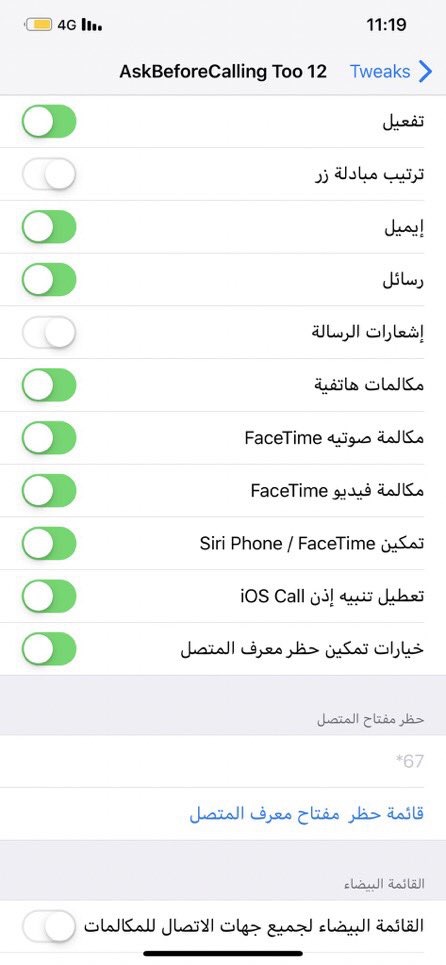 11:19
4G
Tweaks
AskBeforeCalling Too 12
تفعيل
ترتيب مبادلة زر
إيميل
رسائل
إشعارات الرسالة
مكالمات هاتفية
مكالمة صوتيه FaceTime
مكالمة فيديو FaceTime
تمكين Siri Phone / FaceTime
تعطيل تنبيه إذن iOS Call
خيارات تمكين حظر معرف المتصل
حظر مفتاح المتصل
*67
قائمة حظر مفتاح معرف المتصل
القائمة البيضاء
القائمة البيضاء لجميع جهات الاتصال للمكالمات